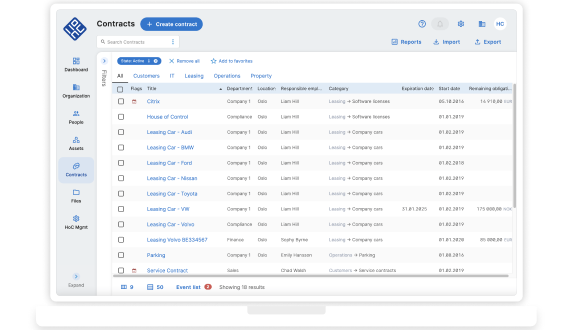 HOC
Contracts + Create contract HC
Search Contracts Reports Import Export
State: Active Remove all Add to favorites
Filters
All Customers IT Leasing Operations Property
Flags Title Department Location Responsible empl... Category Expiration date Start date Remaining obligati...
Citrix Company 1 Oslo Liam Hill Leasing → Software licenses 05.10.2016 14 910,00 EUR
House of Control Compliance Oslo Liam Hill Leasing → Software licenses 01.01.2019
Leasing Car - Audi Company 1 Oslo Liam Hill Leasing → Company cars 01.02.2019
Leasing Car - BMW Company 1 Oslo Liam Hill Leasing → Company cars 01.02.2019
Leasing Car - Ford Company 1 Oslo Liam Hill Leasing → Company cars 01.02.2018
Leasing Car - Nissan Company 1 Oslo Liam Hill Leasing → Company cars 01.02.2019
Leasing Car - Toyota Company 1 Oslo Liam Hill Leasing → Company cars 01.02.2019
Leasing Car - VW Company 1 Oslo Liam Hill Leasing → Company cars 31.01.2025 01.02.2019 175 000,00 NOK
Leasing Car - Volvo Compliance Oslo Liam Hill Leasing → Company cars 01.02.2019
Leasing Volvo BE334567 Finance Oslo Sophy Byrne Leasing → Company cars 01.01.2020 85 000,00 EUR
Parking Company 1 Oslo Emily Hanssen Operations → Parking 01.08.2016
Service Contract Sales Chad Walsh Customers → Service contracts 01.02.2019
9 50 Event list 2 Showing 18 results
Dashboard
Organization
People
Assets
Contracts
Files
HoC Mgmt
Expand